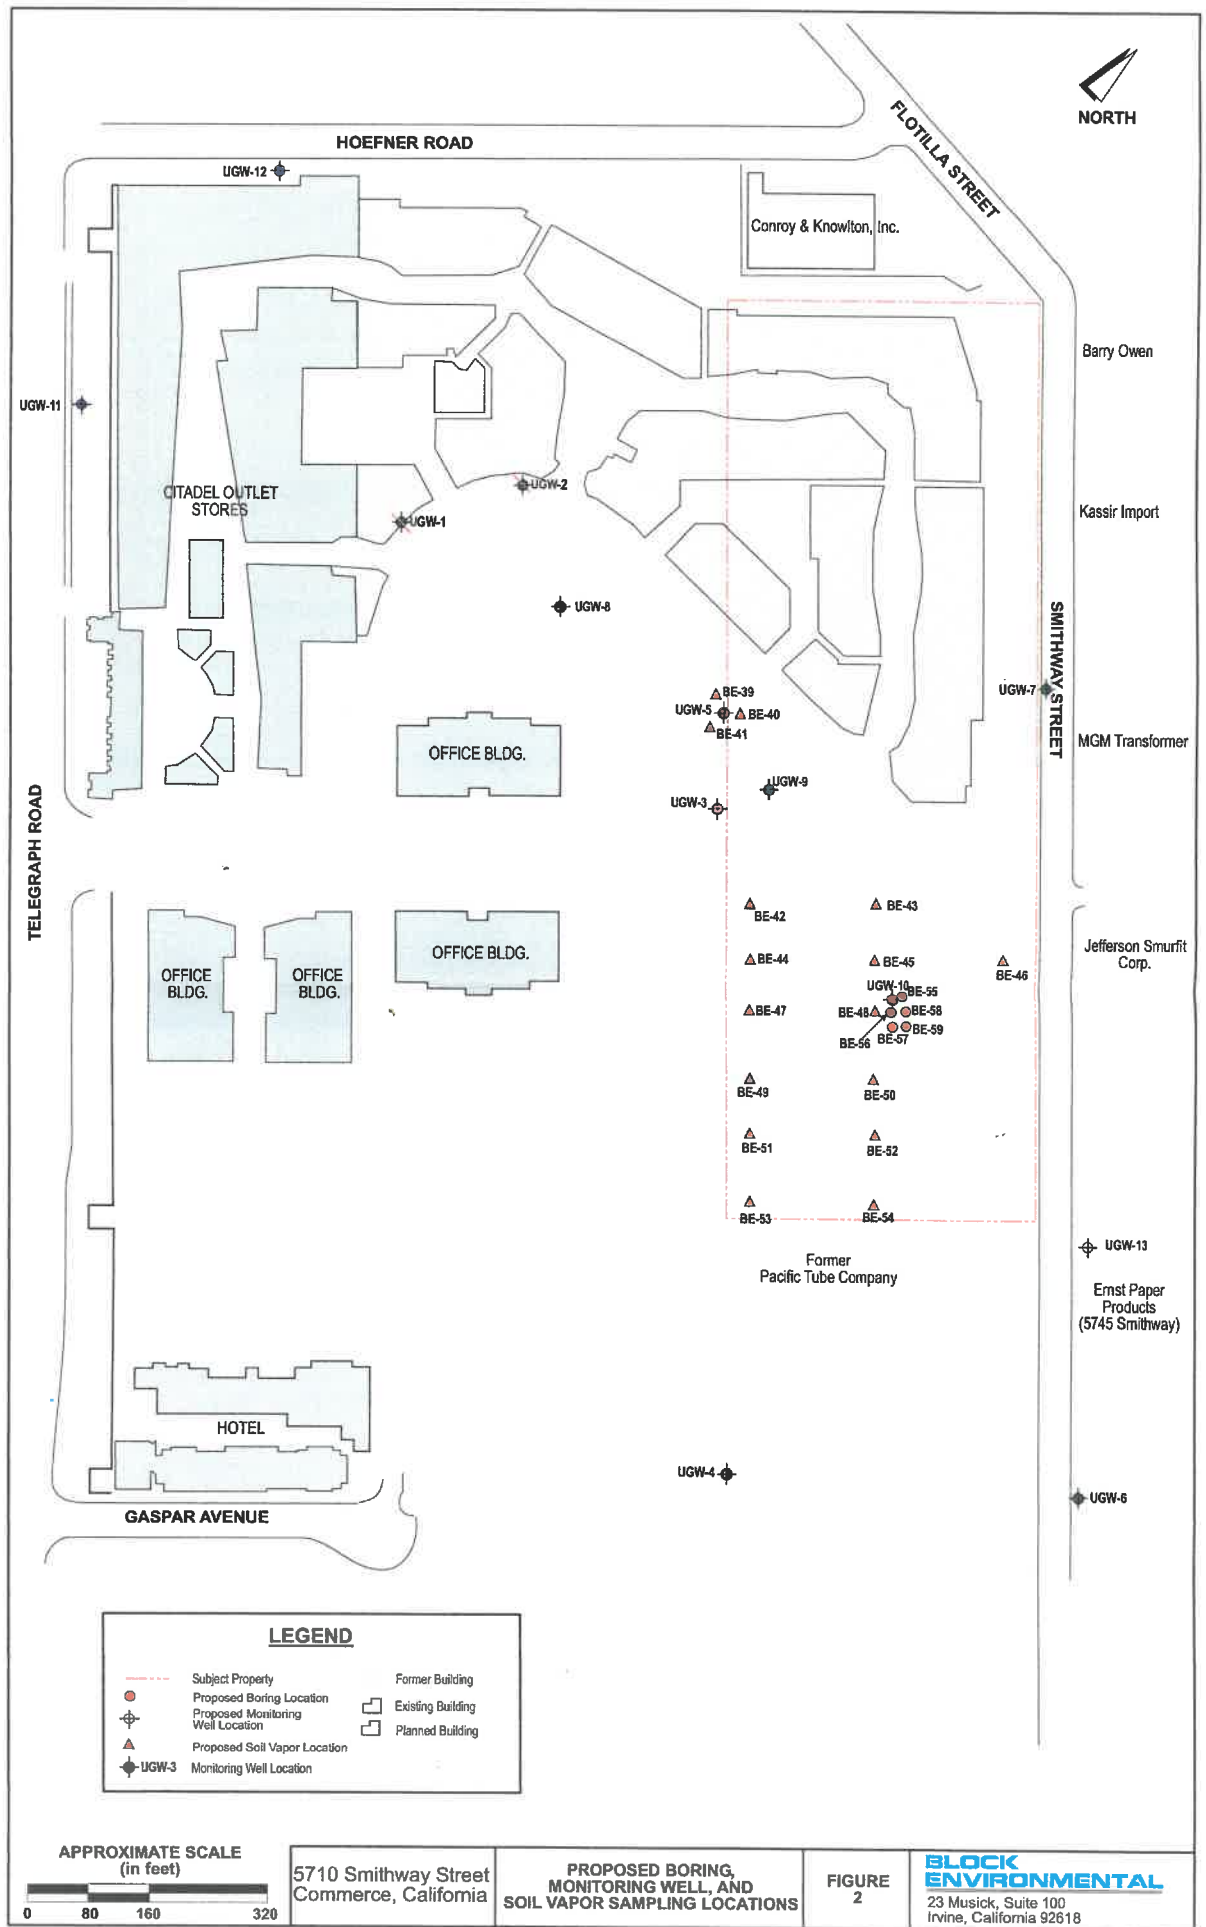 NORTH
FLOTILLA STREET
HOEFNER ROAD
UGW-12
Conroy & Knowlton, Inc.
Barry Owen
UGW-11
CITADEL OUTLET
STORES
UGW-2
UGW-1
Kassir Import
UGW-8
SMITHWAY STREET
UGW-7
BE-39
UGW-5
BE-40
BE-41
MGM Transformer
OFFICE BLDG.
UGW-9
UGW-3
TELEGRAPH ROAD
BE-42
BE-43
OFFICE BLDG.
OFFICE
BLDG.
OFFICE
BLDG.
BE-44
BE-45
BE-46
Jefferson Smurfit
Corp.
UGW-10
BE-55
BE-47
BE-48
BE-58
BE-59
BE-56
BE-57
BE-49
BE-50
BE-51
BE-52
BE-53
BE-54
Former
Pacific Tube Company
UGW-13
Ernst Paper
Products
(5745 Smithway)
HOTEL
UGW-4
UGW-6
GASPAR AVENUE
LEGEND
Subject Property
Proposed Boring Location
Proposed Monitoring
Well Location
Proposed Soil Vapor Location
UGW-3 Monitoring Well Location
Former Building
Existing Building
Planned Building
APPROXIMATE SCALE
(in feet)
0 80 160 320
5710 Smithway Street
Commerce, California
PROPOSED BORING,
MONITORING WELL, AND
SOIL VAPOR SAMPLING LOCATIONS
FIGURE
2
BLOCK
ENVIRONMENTAL
23 Musick, Suite 100
Irvine, California 92618